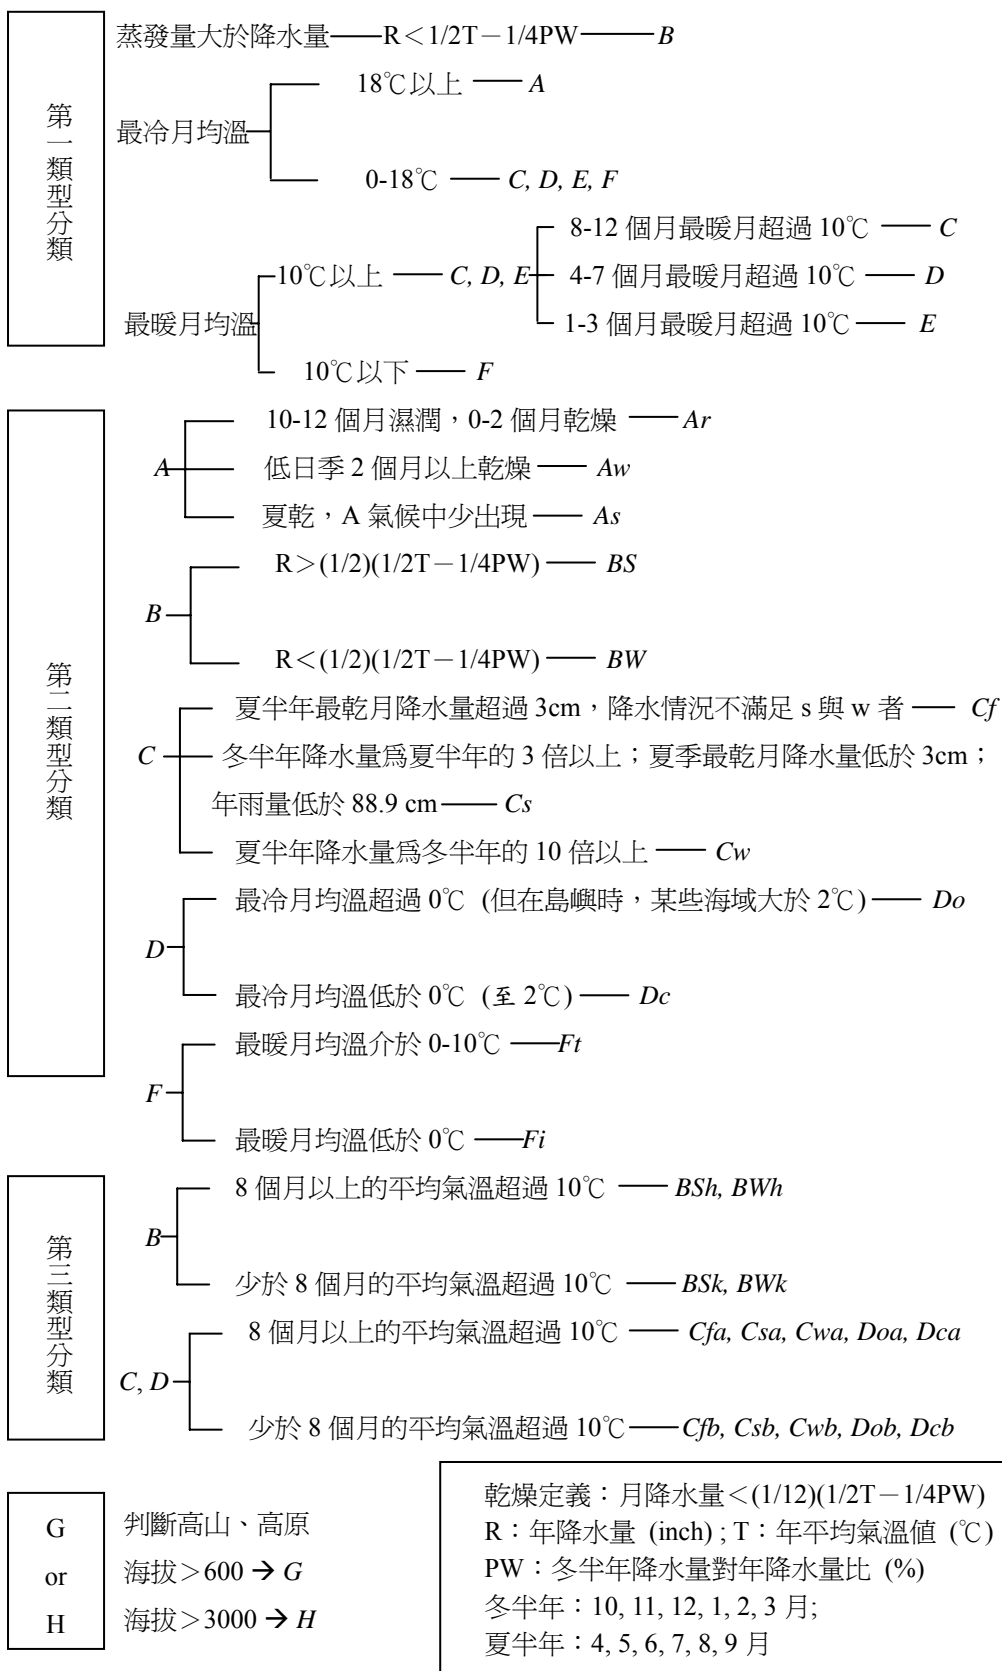 第一類型分類
蒸發量大於降水量——R＜1/2T－1/4PW——B
18℃以上 —— A
最冷月均溫
0-18℃ —— C, D, E, F
8-12 個月最暖月超過 10℃ —— C
10℃以上 —— C, D, E
4-7 個月最暖月超過 10℃ —— D
最暖月均溫
1-3 個月最暖月超過 10℃ —— E
10℃以下 —— F
第二類型分類
10-12 個月濕潤，0-2 個月乾燥 —— Ar
A
低日季 2 個月以上乾燥—— Aw
夏乾，A 氣候中少出現—— As
R＞(1/2)(1/2T－1/4PW) —— BS
B
R＜(1/2)(1/2T－1/4PW) —— BW
夏半年最乾月降水量超過 3cm，降水情況不滿足 s 與 w 者 —— Cf
C
冬半年降水量為夏半年的 3 倍以上；夏季最乾月降水量低於 3cm；
年雨量低於 88.9 cm—— Cs
夏半年降水量為冬半年的 10 倍以上 —— Cw
最冷月均溫超過 0℃ (但在島嶼時，某些海域大於 2℃) —— Do
D
最冷月均溫低於 0℃ (至 2℃) —— Dc
最暖月均溫介於 0-10℃ ——Ft
F
最暖月均溫低於 0℃ ——Fi
第三類型分類
8 個月以上的平均氣溫超過 10℃ —— BSh, BWh
B
少於 8 個月的平均氣溫超過 10℃ —— BSk, BWk
8 個月以上的平均氣溫超過 10℃ —— Cfa, Csa, Cwa, Doa, Dca
C, D
少於 8 個月的平均氣溫超過 10℃ —— Cfb, Csb, Cwb, Dob, Dcb
G
or
H
判斷高山、高原
海拔＞600 → G
海拔＞3000 → H
乾燥定義：月降水量＜(1/12)(1/2T－1/4PW)
R：年降水量 (inch) ; T：年平均氣溫值 (℃)
PW：冬半年降水量對年降水量比 (%)
冬半年：10, 11, 12, 1, 2, 3 月;
夏半年：4, 5, 6, 7, 8, 9 月